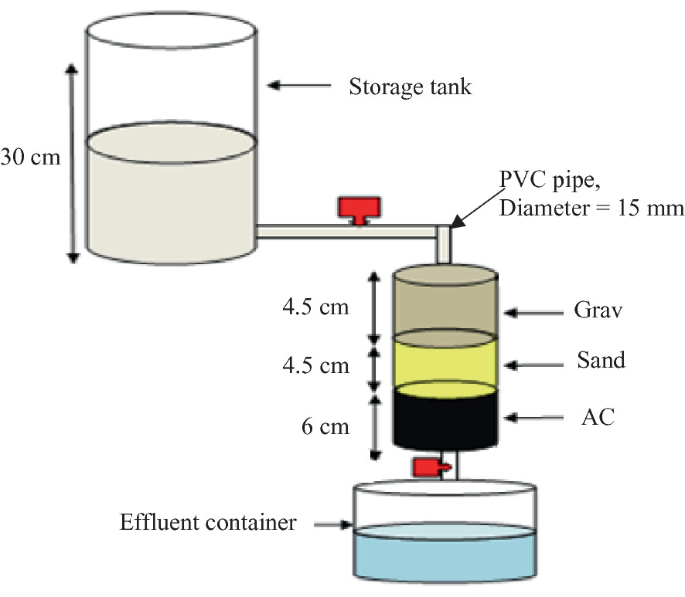 Storage tank
30 cm
PVC pipe,
Diameter = 15 mm
4.5 cm
Grav
4.5 cm
Sand
6 cm
AC
Effluent container